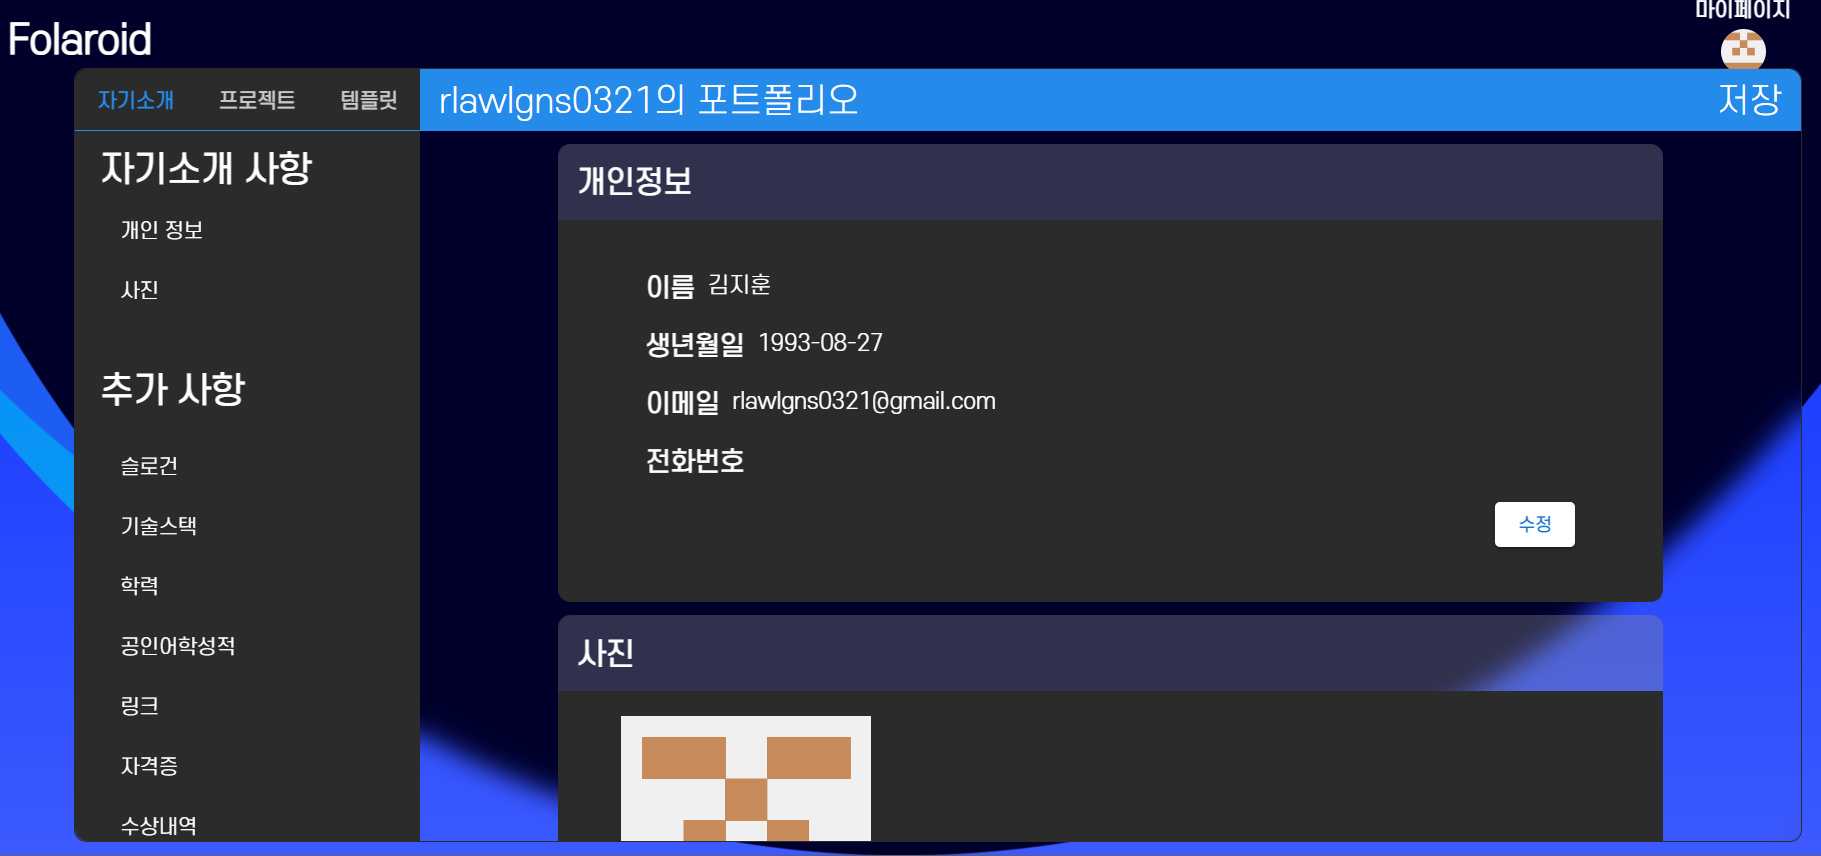 마이페이지
Folaroid
자기소개 프로젝트 템플릿
rlawlgns0321의 포트폴리오
저장
자기소개 사항
개인 정보
사진
추가 사항
슬로건
기술스택
학력
공인어학성적
링크
자격증
수상내역
개인정보
이름 김지훈
생년월일 1993-08-27
이메일 rlawlgns0321@gmail.com
전화번호
수정
사진